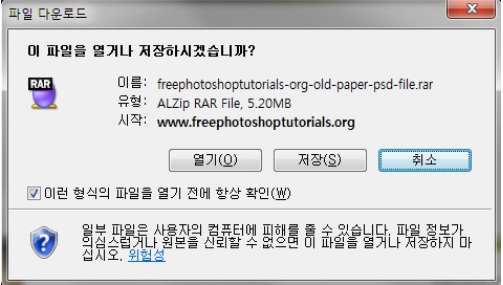 파일 다운로드
이 파일을 열거나 저장하시겠습니까?
RAR
이름: freephotoshoptutorials-org-old-paper-psd-file.rar
유형: ALZip RAR File, 5.20MB
시작: www.freephotoshoptutorials.org
열기(O) 저장(S) 취소
이런 형식의 파일을 열기 전에 항상 확인(W)
일부 파일은 사용자의 컴퓨터에 피해를 줄 수 있습니다. 파일 정보가
의심스럽거나 원본을 신뢰할 수 없으면 이 파일을 열거나 저장하지 마
십시오. 위험성